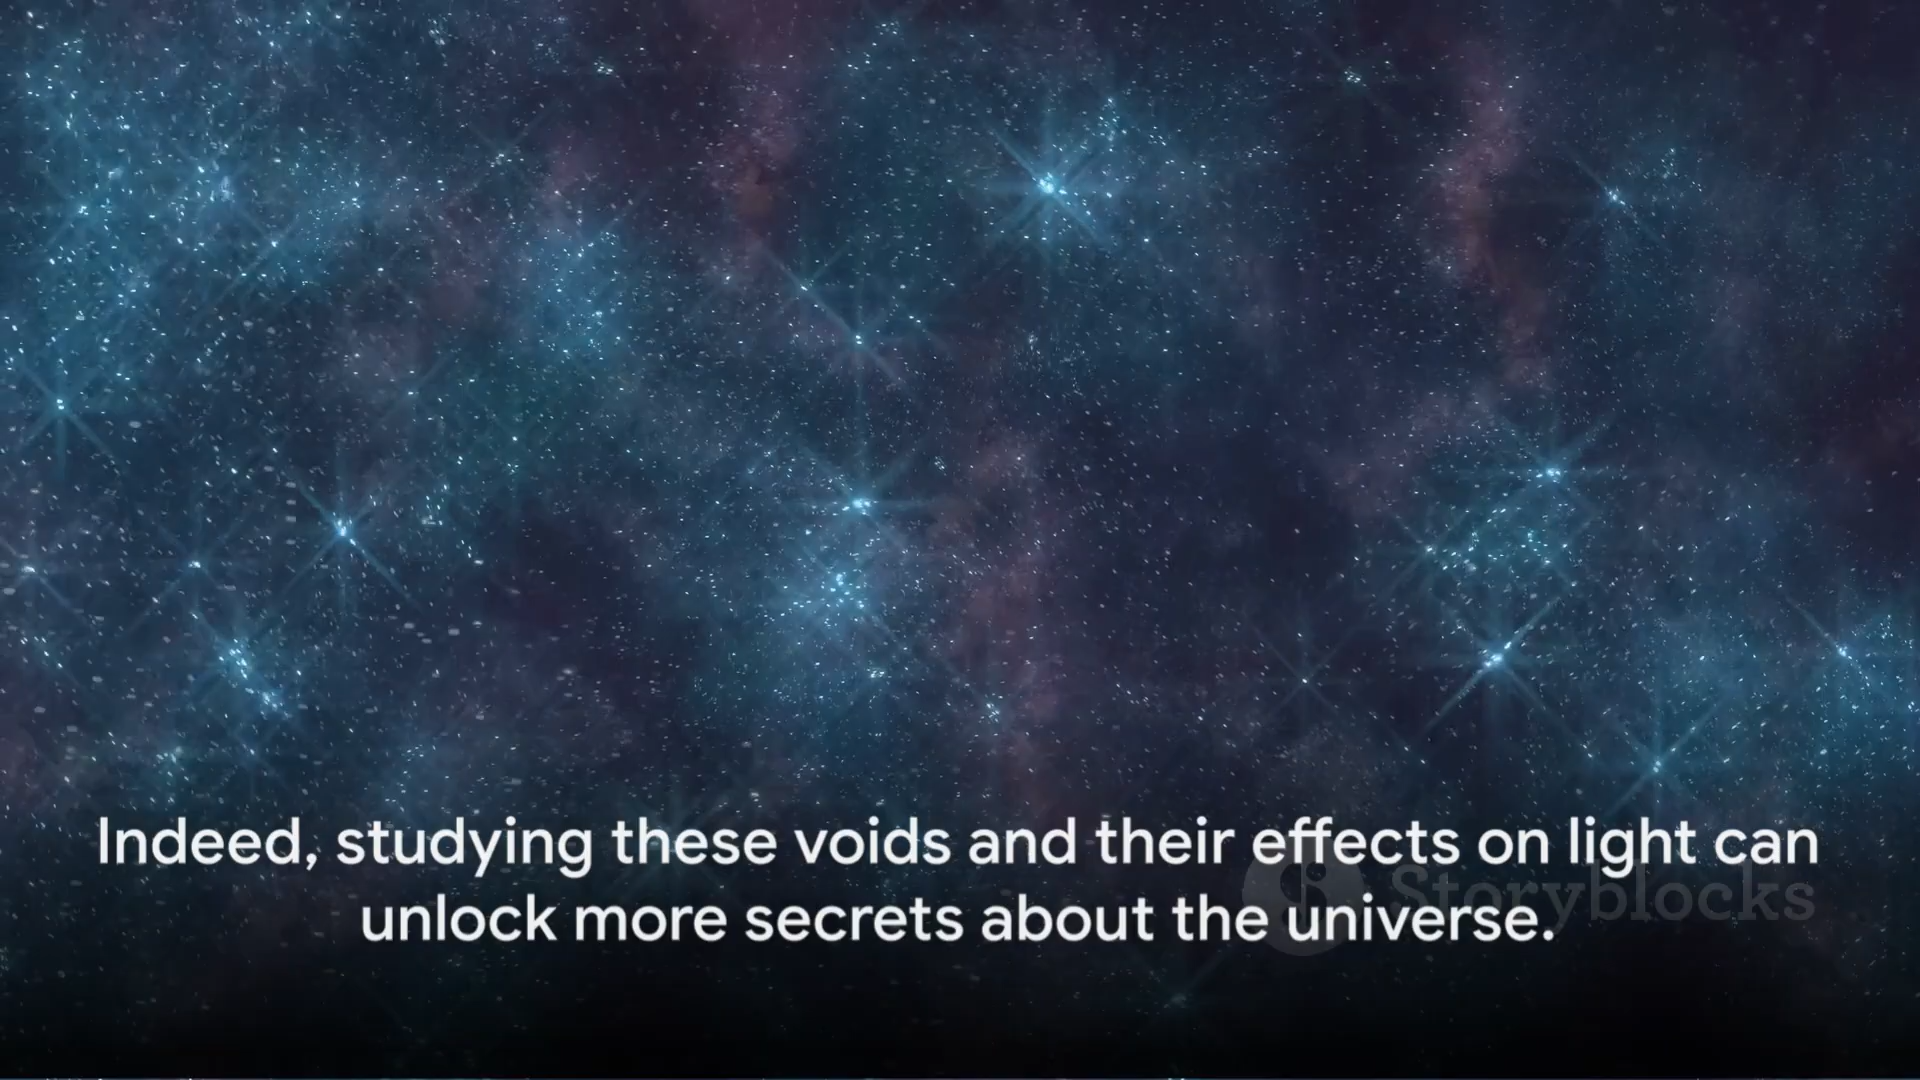 Indeed, studying these voids and their effects on light can
unlock more secrets about the universe.
Storyblocks